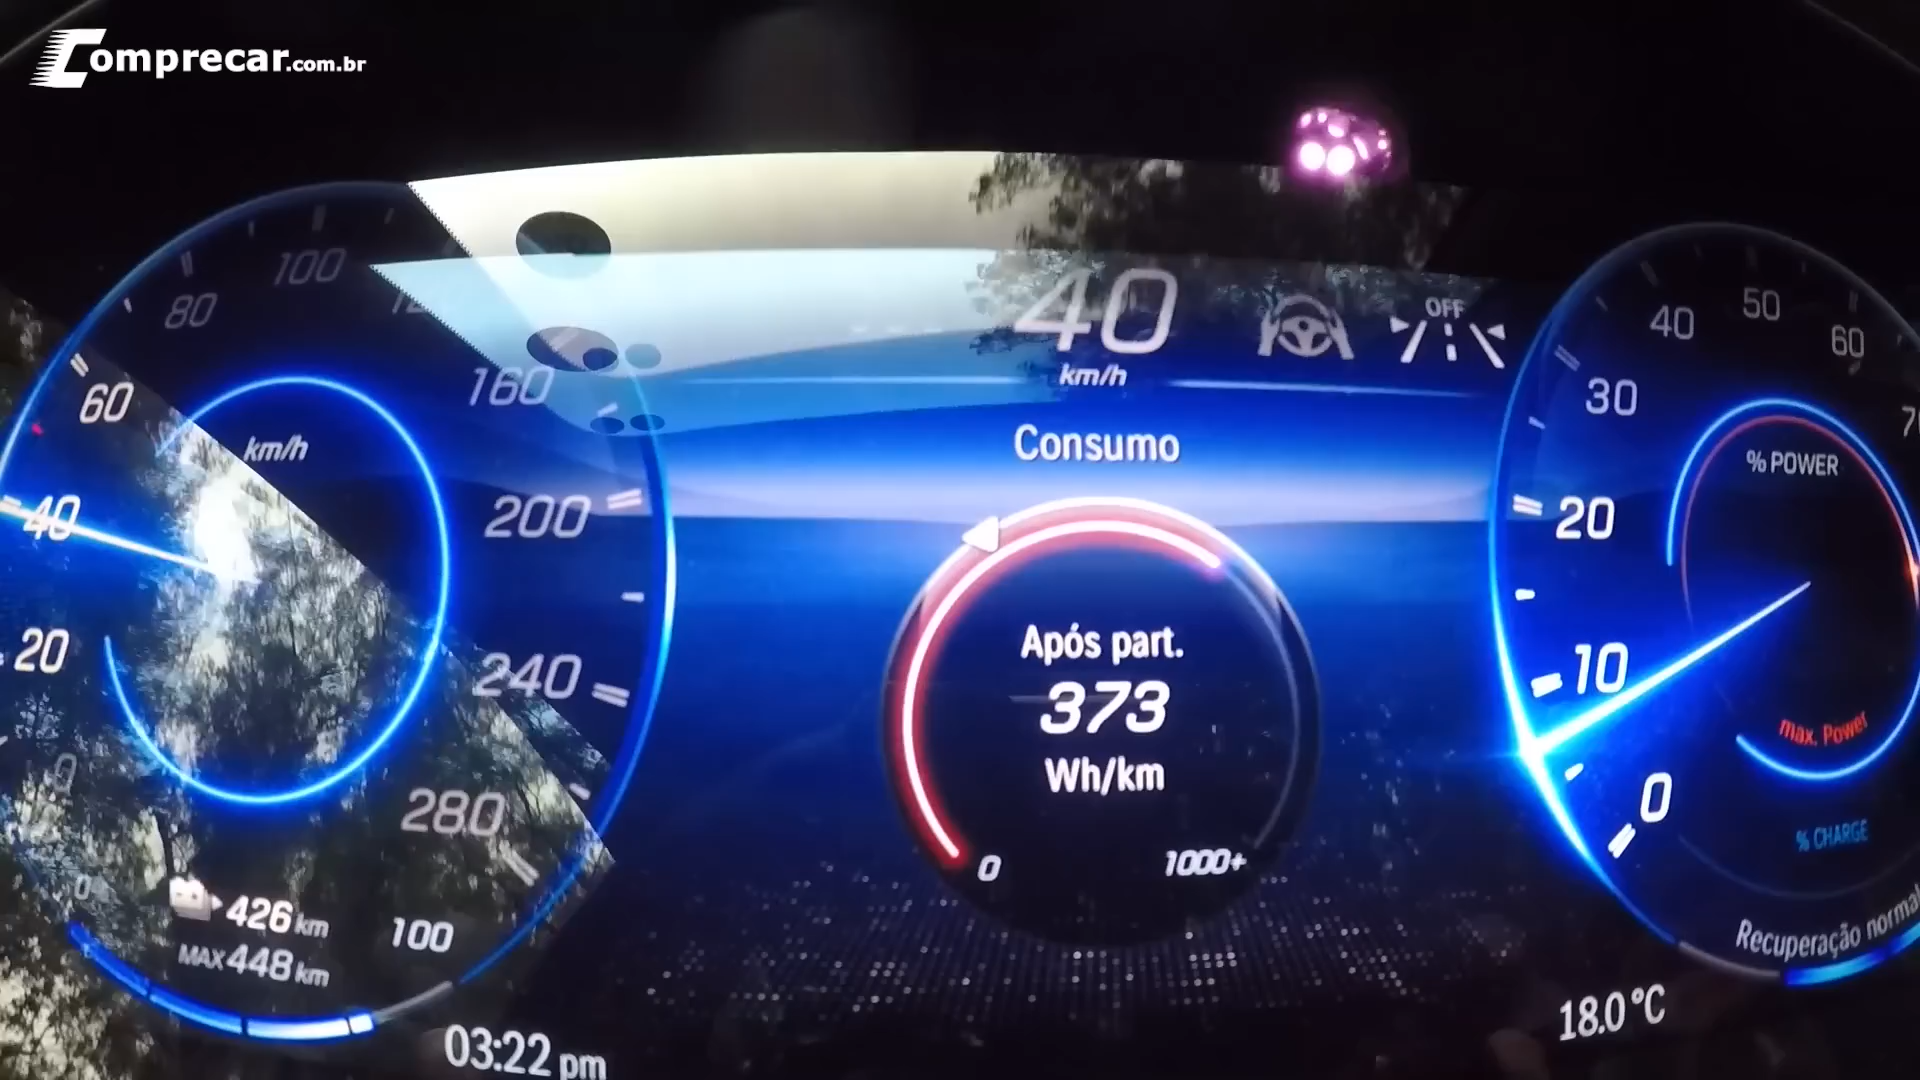 Comprecar.com.br
40
km/h
OFF
Consumo
Após part.
373
Wh/km
0
1000+
km/h
0
20
40
60
80
100
160
200
240
280
0
426 km
MAX 448 km
100
03:22 pm
% POWER
0
10
20
30
40
50
60
max. Power
% CHARGE
Recuperação normal
18.0 °C